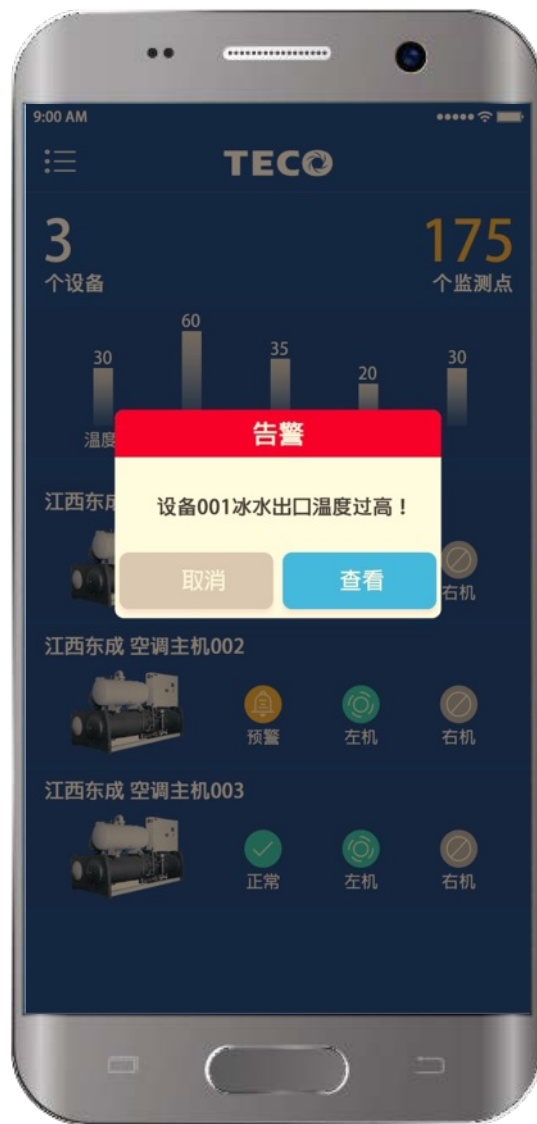 9:00 AM
TECO
3
175
个设备
个监测点
30
60
35
20
30
温度
告警
江西东成
设备001冰水出口温度过高！
取消
查看
右机
江西东成 空调主机002
预警
左机
右机
江西东成 空调主机003
正常
左机
右机